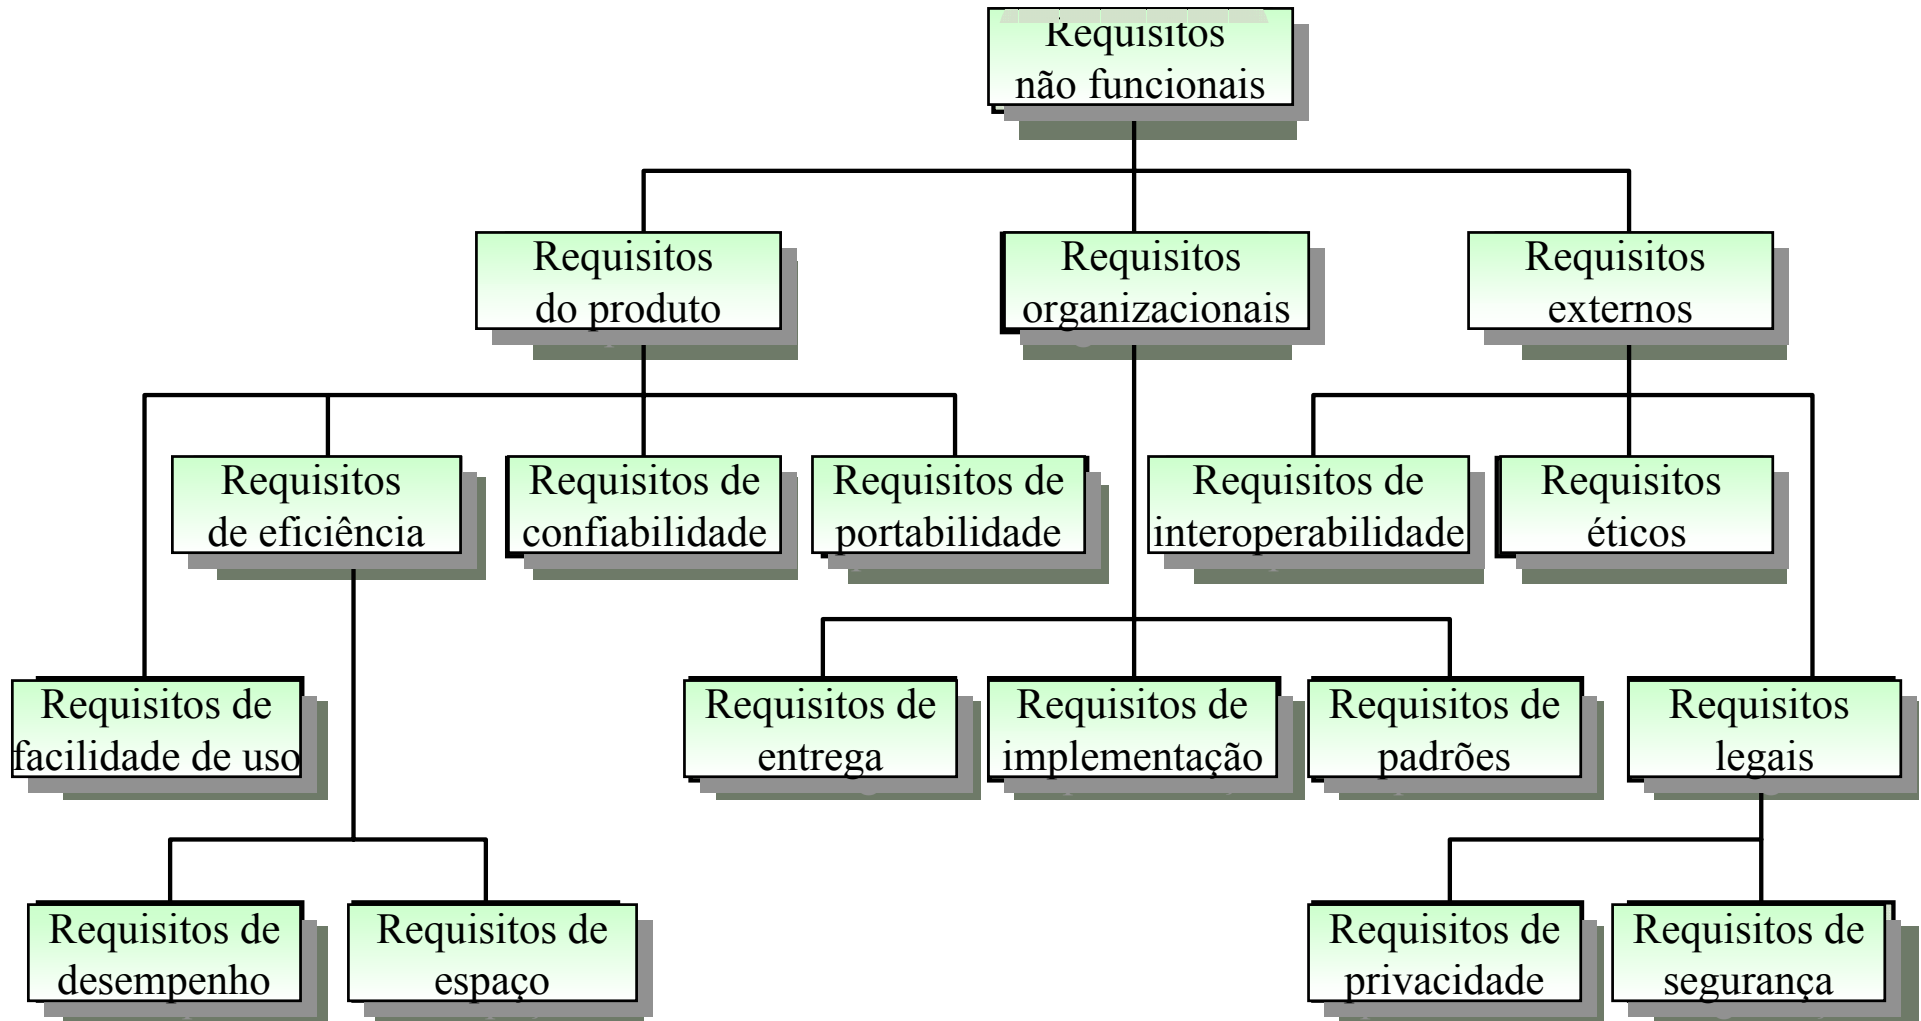 Requisitos
não funcionais
Requisitos
do produto
Requisitos
organizacionais
Requisitos
externos
Requisitos
de eficiência
Requisitos de
confiabilidade
Requisitos de
portabilidade
Requisitos de
interoperabilidade
Requisitos
éticos
Requisitos de
facilidade de uso
Requisitos de
entrega
Requisitos de
implementação
Requisitos de
padrões
Requisitos
legais
Requisitos de
desempenho
Requisitos de
espaço
Requisitos de
privacidade
Requisitos de
segurança